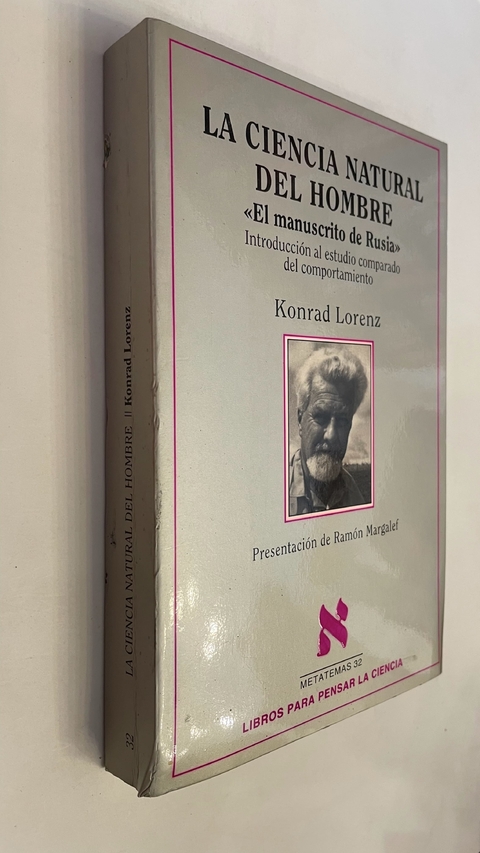 LA CIENCIA NATURAL
DEL HOMBRE
«El manuscrito de Rusia»
Introducción al estudio comparado
del comportamiento
Konrad Lorenz
Presentación de Ramón Margalef
א
METATEMAS 32
LIBROS PARA PENSAR LA CIENCIA
32 LA CIENCIA NATURAL DEL HOMBRE || Konrad Lorenz